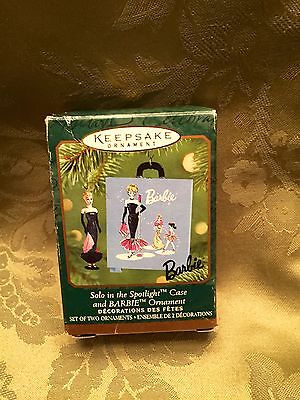 KEEPSAKE
ORNAMENT
Barbie
Barbie
Solo in the Spotlight™ Case
and BARBIE™ Ornament
DÉCORATIONS DES FÊTES
SET OF TWO ORNAMENTS • ENSEMBLE DE 2 DÉCORATIONS